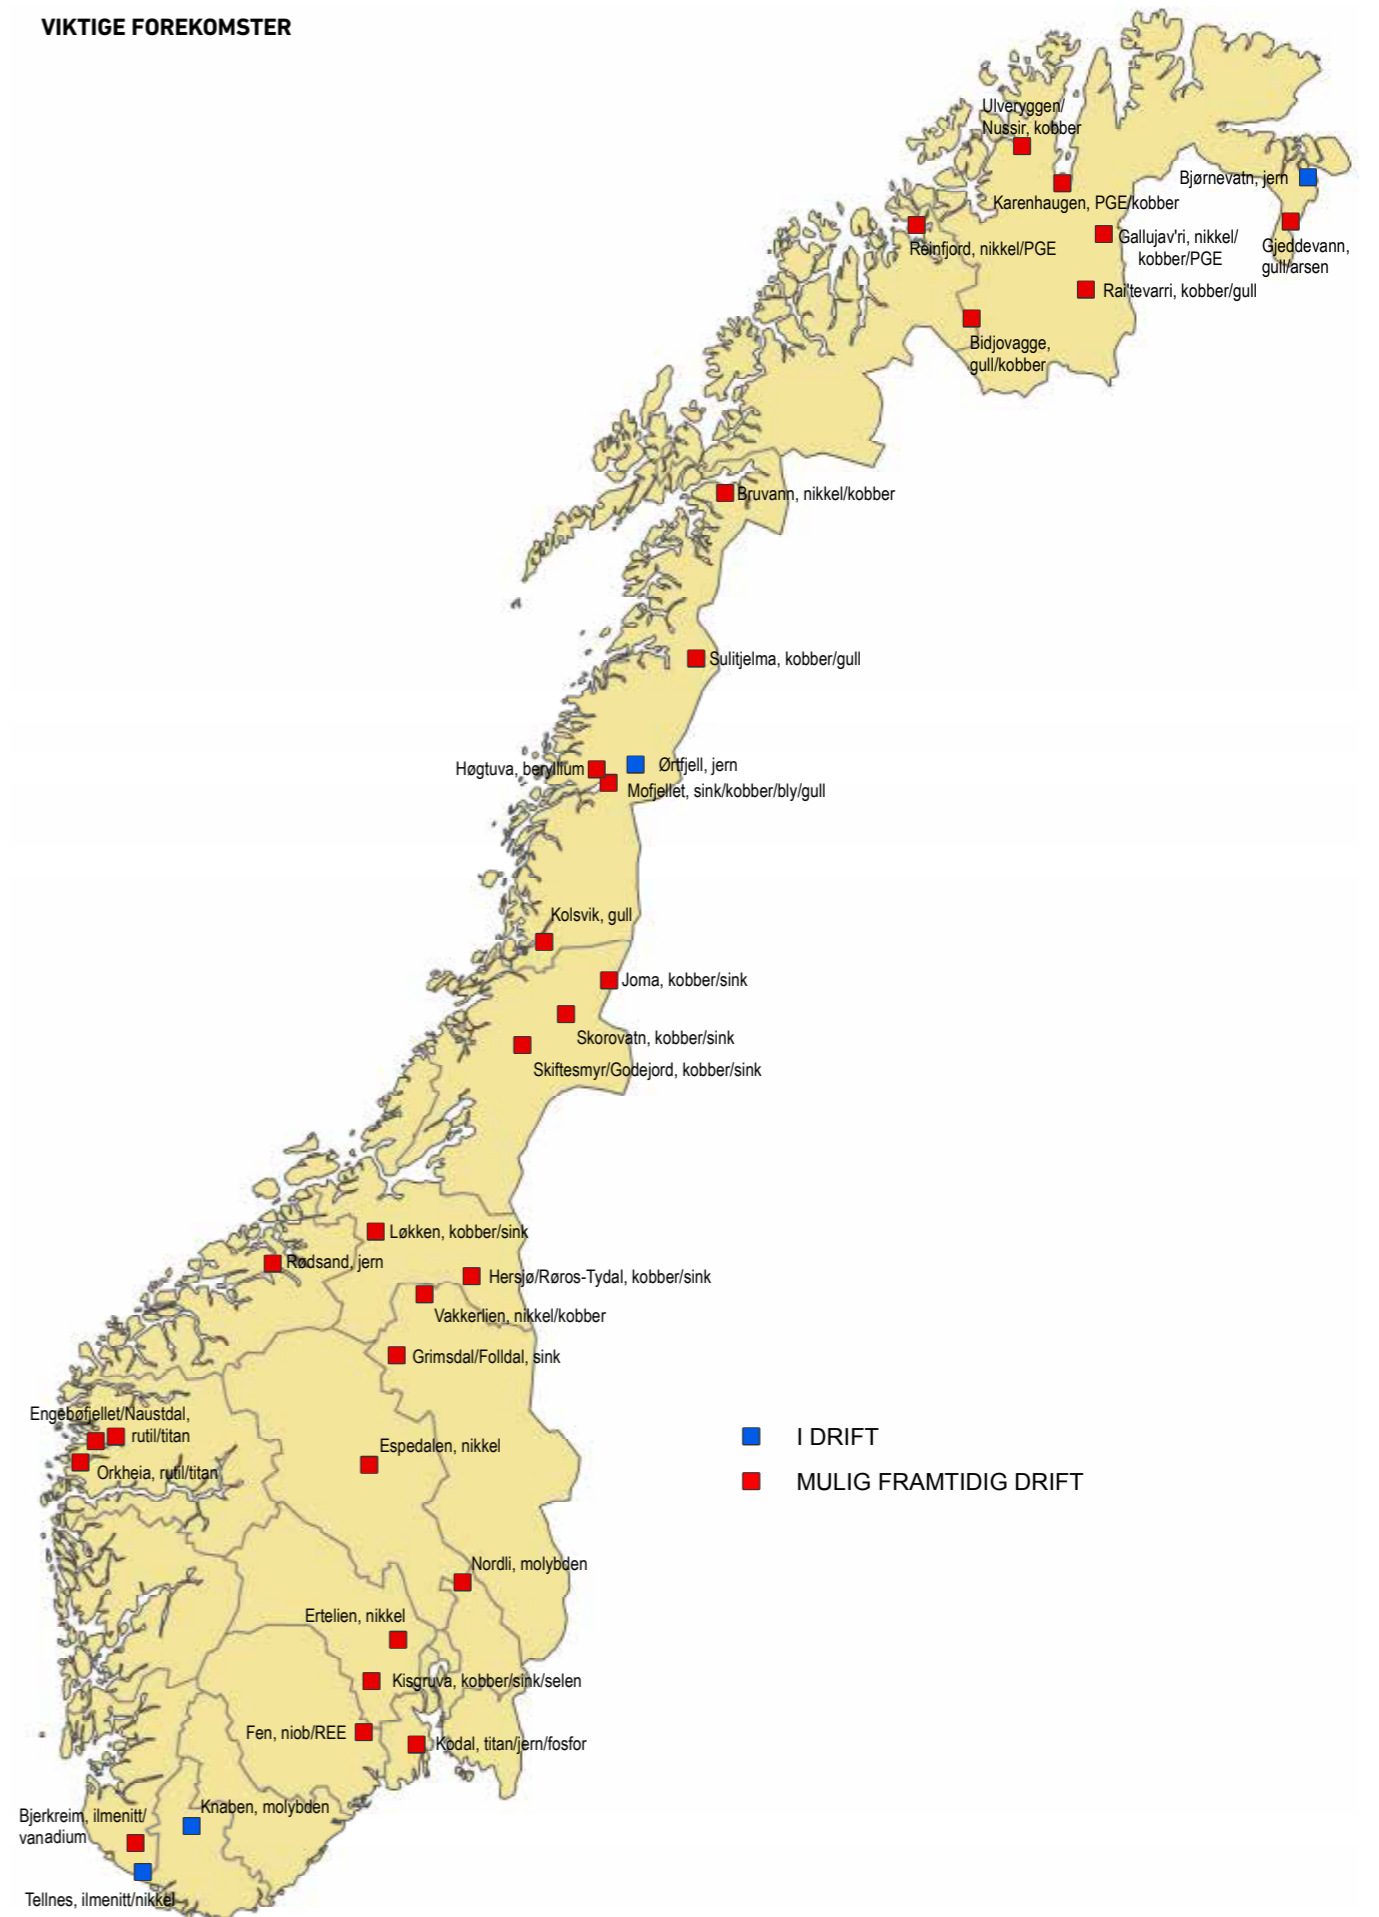 VIKTIGE FOREKOMSTER
Ulveryggen/
Nussir, kobber
Bjørnevatn, jern
Karenhaugen, PGE/kobber
Reinfjord, nikkel/PGE
Gallujav'ri, nikkel/
kobber/PGE
Gjeddevann,
gull/arsen
Rai'tevarri, kobber/gull
Bidjovagge,
gull/kobber
Bruvann, nikkel/kobber
Sulitjelma, kobber/gull
Høgtuva, beryllium
Ørtfjell, jern
Mofjellet, sink/kobber/bly/gull
Kolsvik, gull
Joma, kobber/sink
Skorovatn, kobber/sink
Skiftesmyr/Godejord, kobber/sink
Løkken, kobber/sink
Rødsand, jern
Hersjø/Røros-Tydal, kobber/sink
Vakkerlien, nikkel/kobber
Grimsdal/Folldal, sink
Engebøfjellet/Naustdal,
rutil/titan
Orkheia, rutil/titan
Espedalen, nikkel
I DRIFT
MULIG FRAMTIDIG DRIFT
Nordli, molybden
Ertelien, nikkel
Kisgruva, kobber/sink/selen
Fen, niob/REE
Kodal, titan/jern/fosfor
Knaben, molybden
Bjerkreim, ilmenitt/
vanadium
Tellnes, ilmenitt/nikkel